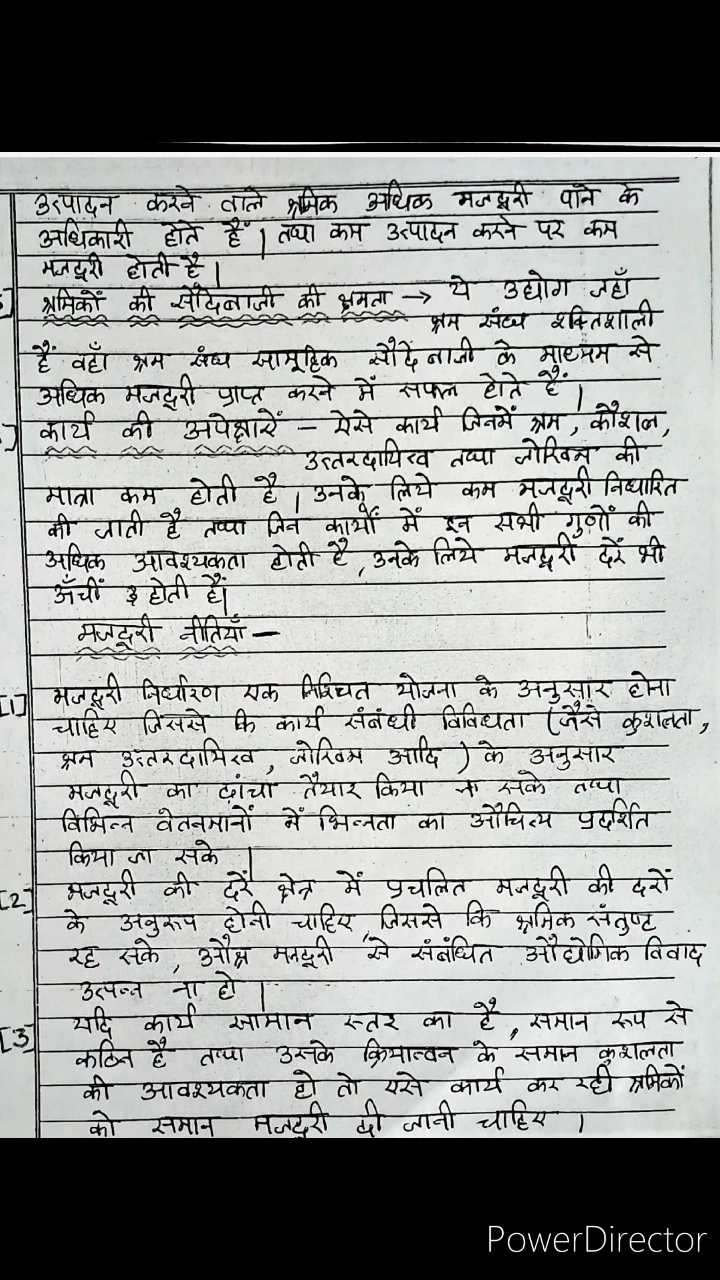 उत्पादन करने वाले श्रमिक अधिक मजदूरी पाने के
अधिकारी होते हैं । तथा कम उत्पादन करने पर कम
मजदूरी होती है ।
श्रमिकों की सौदेबाजी की क्षमता → ये उद्योग जहाँ
श्रम संघ शक्तिशाली
हैं वहाँ श्रम संघ सामूहिक सौदेबाजी के माध्यम से
अधिक मजदूरी प्राप्त करने में सफल होते हैं ।
कार्य की अपेक्षारें – ऐसे कार्य जिनमें श्रम, कौशल,
उत्तरदायित्व तथा जोखिम की
मात्रा कम होती है । उनके लिये कम मजदूरी निर्धारित
की जाती है तथा जिन कार्यों में इन सभी गुणों की
अधिक आवश्यकता होती है, उनके लिये मजदूरी दरें भी
ऊँचीं होती हैं।
मजदूरी नीतियाँ –
[1] मजदूरी निर्धारण एक निश्चित योजना के अनुसार होना
चाहिए जिससे कि कार्य संबंधी विविधता (जैसे कुशलता,
श्रम उत्तरदायित्व, जोखिम आदि) के अनुसार
मजदूरी का ढांचा तैयार किया जा सके तथा
विभिन्न वेतनमानों में भिन्नता का औचित्य प्रदर्शित
किया जा सके ।
[2] मजदूरी की दरें क्षेत्र में प्रचलित मजदूरी की दरों
के अनुरूप होनी चाहिए, जिससे कि श्रमिक संतुष्ट
रह सके, मजदूरी से संबंधित औद्योगिक विवाद
उत्पन्न ना हो ।
[3] यदि कार्य सामान स्तर का है, समान रूप से
कठिन है तथा उसके क्रियान्वन के समान कुशलता
की आवश्यकता हो तो ऐसे कार्य कर रही श्रमिकों
को समान मजदूरी दी जानी चाहिए ।
PowerDirector